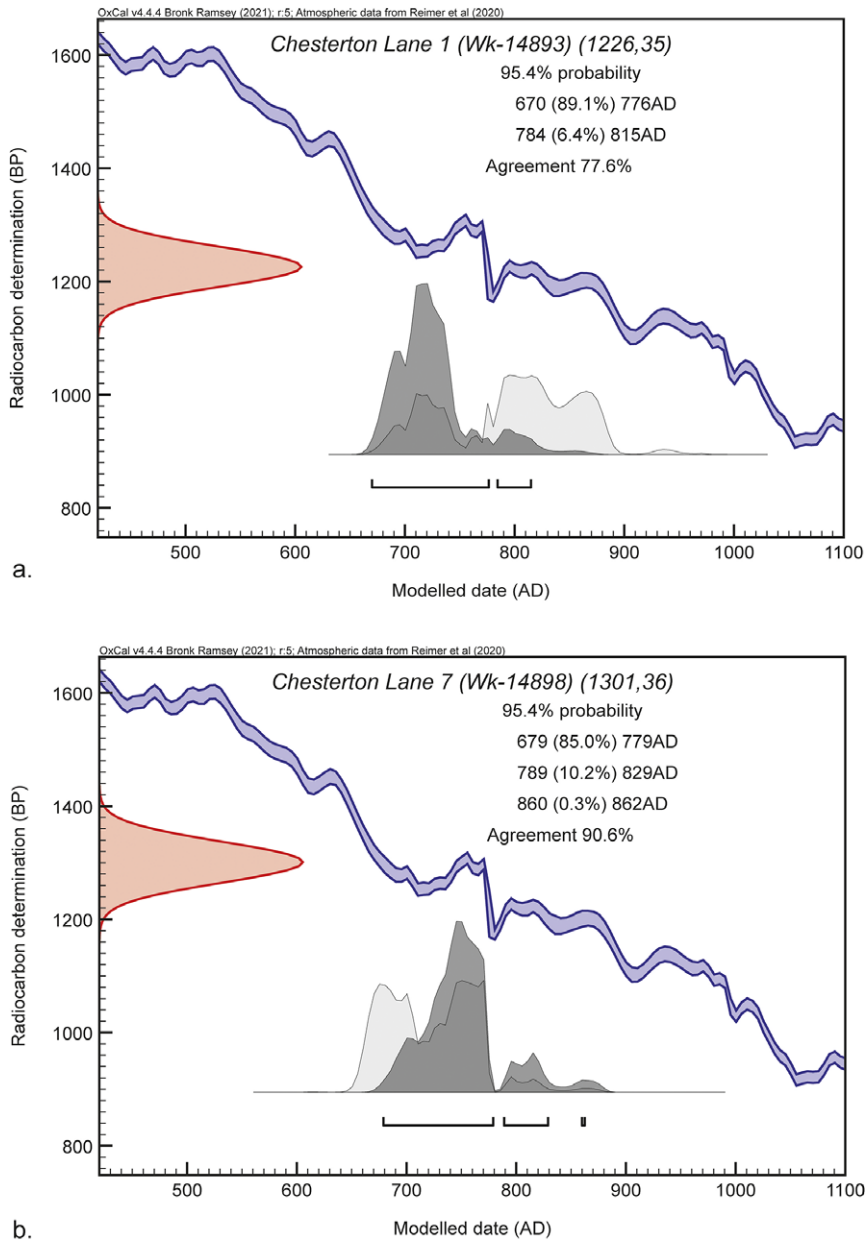 OxCal v4.4.4 Bronk Ramsey (2021); r:5; Atmospheric data from Reimer et al (2020)
Chesterton Lane 1 (Wk-14893) (1226,35)
95.4% probability
670 (89.1%) 776AD
784 (6.4%) 815AD
Agreement 77.6%
Radiocarbon determination (BP)
1600
1400
1200
1000
800
500 600 700 800 900 1000 1100
Modelled date (AD)
a.
OxCal v4.4.4 Bronk Ramsey (2021); r:5; Atmospheric data from Reimer et al (2020)
Chesterton Lane 7 (Wk-14898) (1301,36)
95.4% probability
679 (85.0%) 779AD
789 (10.2%) 829AD
860 (0.3%) 862AD
Agreement 90.6%
Radiocarbon determination (BP)
1600
1400
1200
1000
800
500 600 700 800 900 1000 1100
Modelled date (AD)
b.